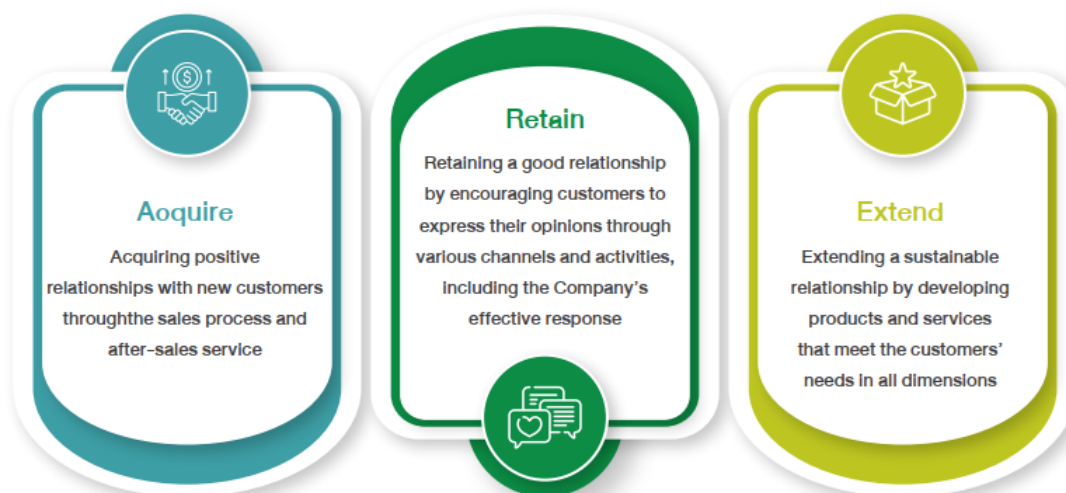 Aoquire
Acquiring positive
relationships with new customers
throughthe sales process and
after-sales service
Retain
Retaining a good relationship
by encouraging customers to
express their opinions through
various channels and activities,
including the Company's
effective response
Extend
Extending a sustainable
relationship by developing
products and services
that meet the customers'
needs in all dimensions